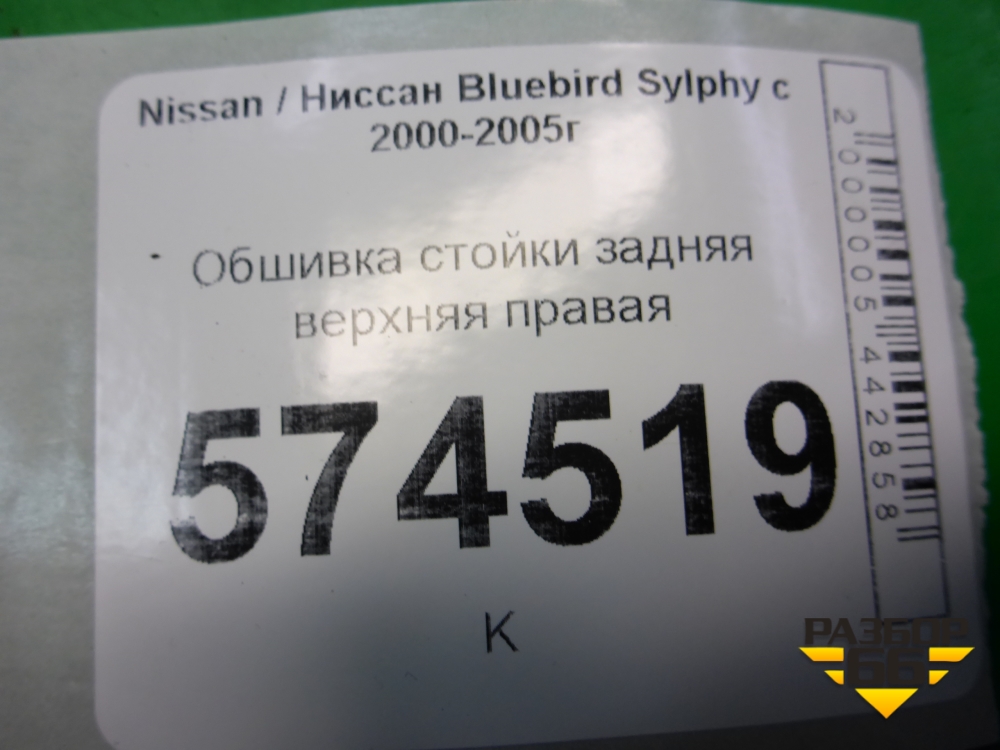 Nissan / Ниссан Bluebird Sylphy с
2000-2005г
Обшивка стойки задняя
верхняя правая
574519
К
2000005442858
РАЗБОР
66